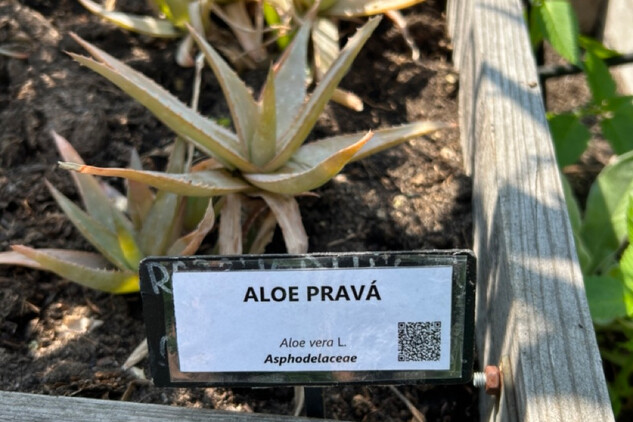 ALOE PRAVÁ
Aloe vera L.
Asphodelaceae